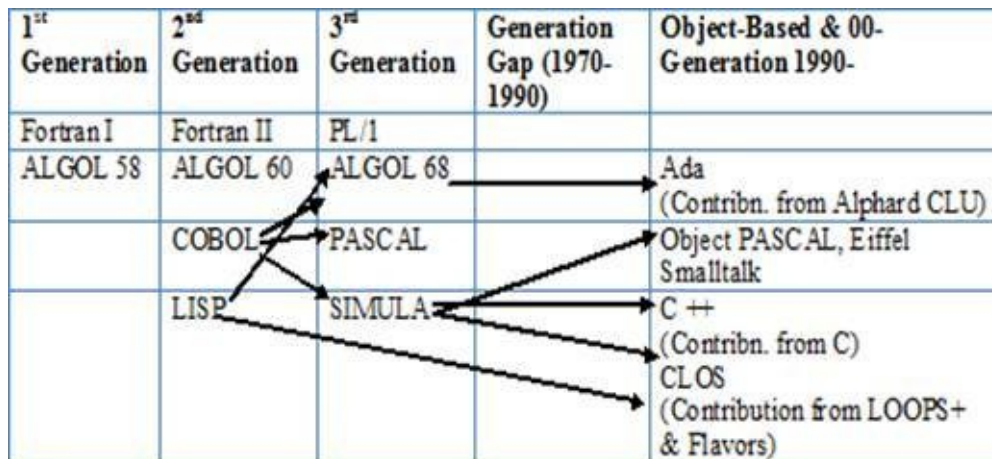 1st
Generation
2nd
Generation
3rd
Generation
Generation
Gap (1970-
1990)
Object-Based & 00-
Generation 1990-
Fortran I
Fortran II
PL/1
ALGOL 58
ALGOL 60
ALGOL 68
Ada
(Contribn. from Alphard CLU)
COBOL
PASCAL
Object PASCAL, Eiffel
Smalltalk
LISP
SIMULA
C ++
(Contribn. from C)
CLOS
(Contribution from LOOPS+
& Flavors)